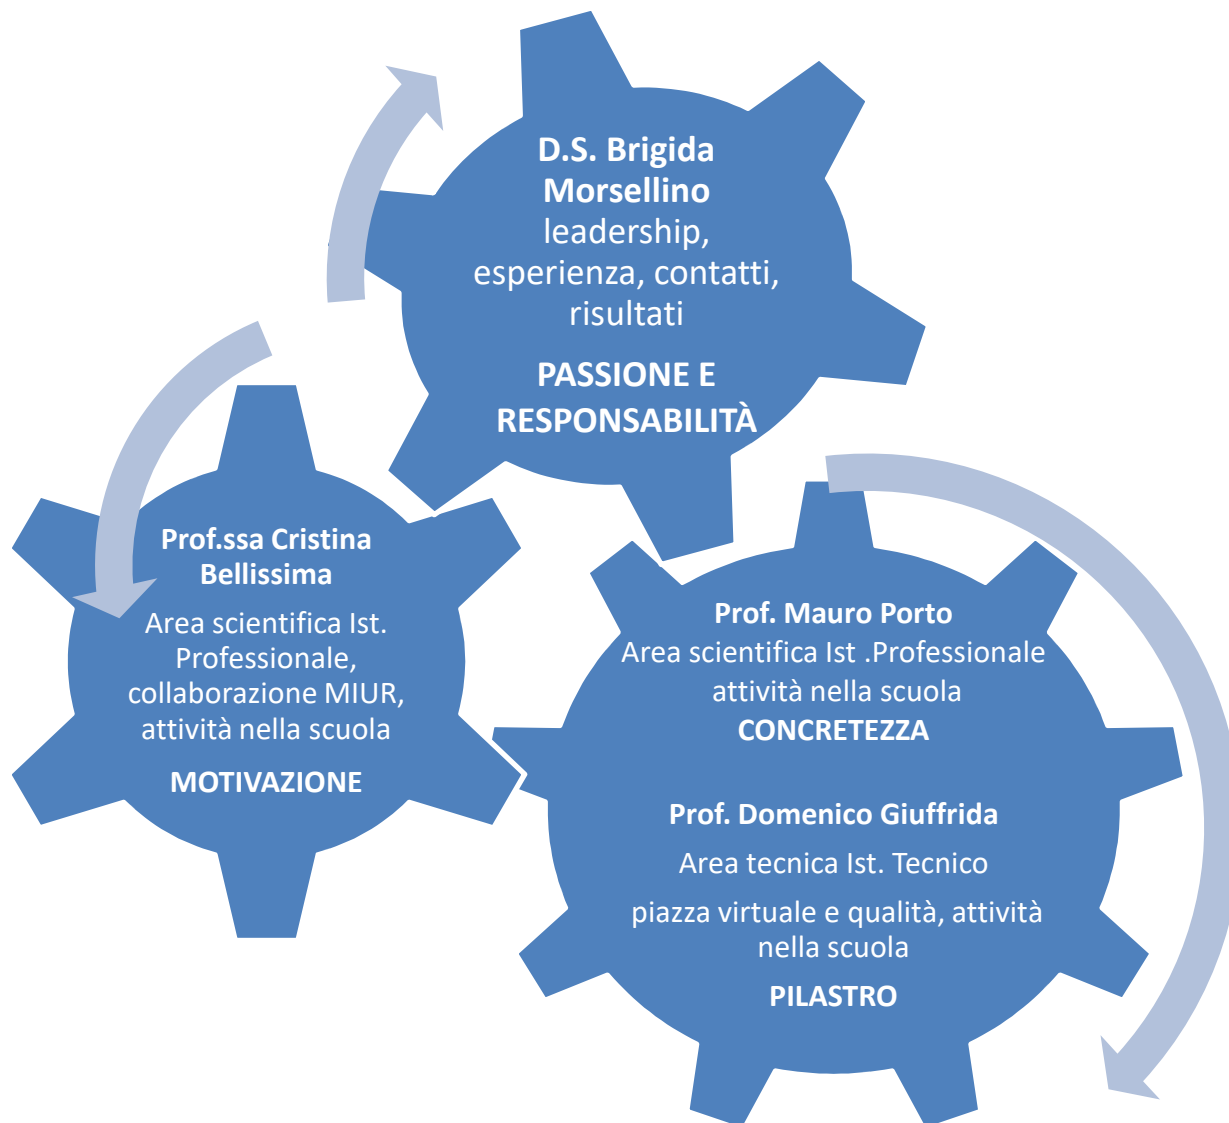 D.S. Brigida
Morsellino
leadership,
esperienza, contatti,
risultati
PASSIONE E
RESPONSABILITÀ
Prof.ssa Cristina
Bellissima
Area scientifica Ist.
Professionale,
collaborazione MIUR,
attività nella scuola
MOTIVAZIONE
Prof. Mauro Porto
Area scientifica Ist .Professionale
attività nella scuola
CONCRETEZZA
Prof. Domenico Giuffrida
Area tecnica Ist. Tecnico
piazza virtuale e qualità, attività
nella scuola
PILASTRO